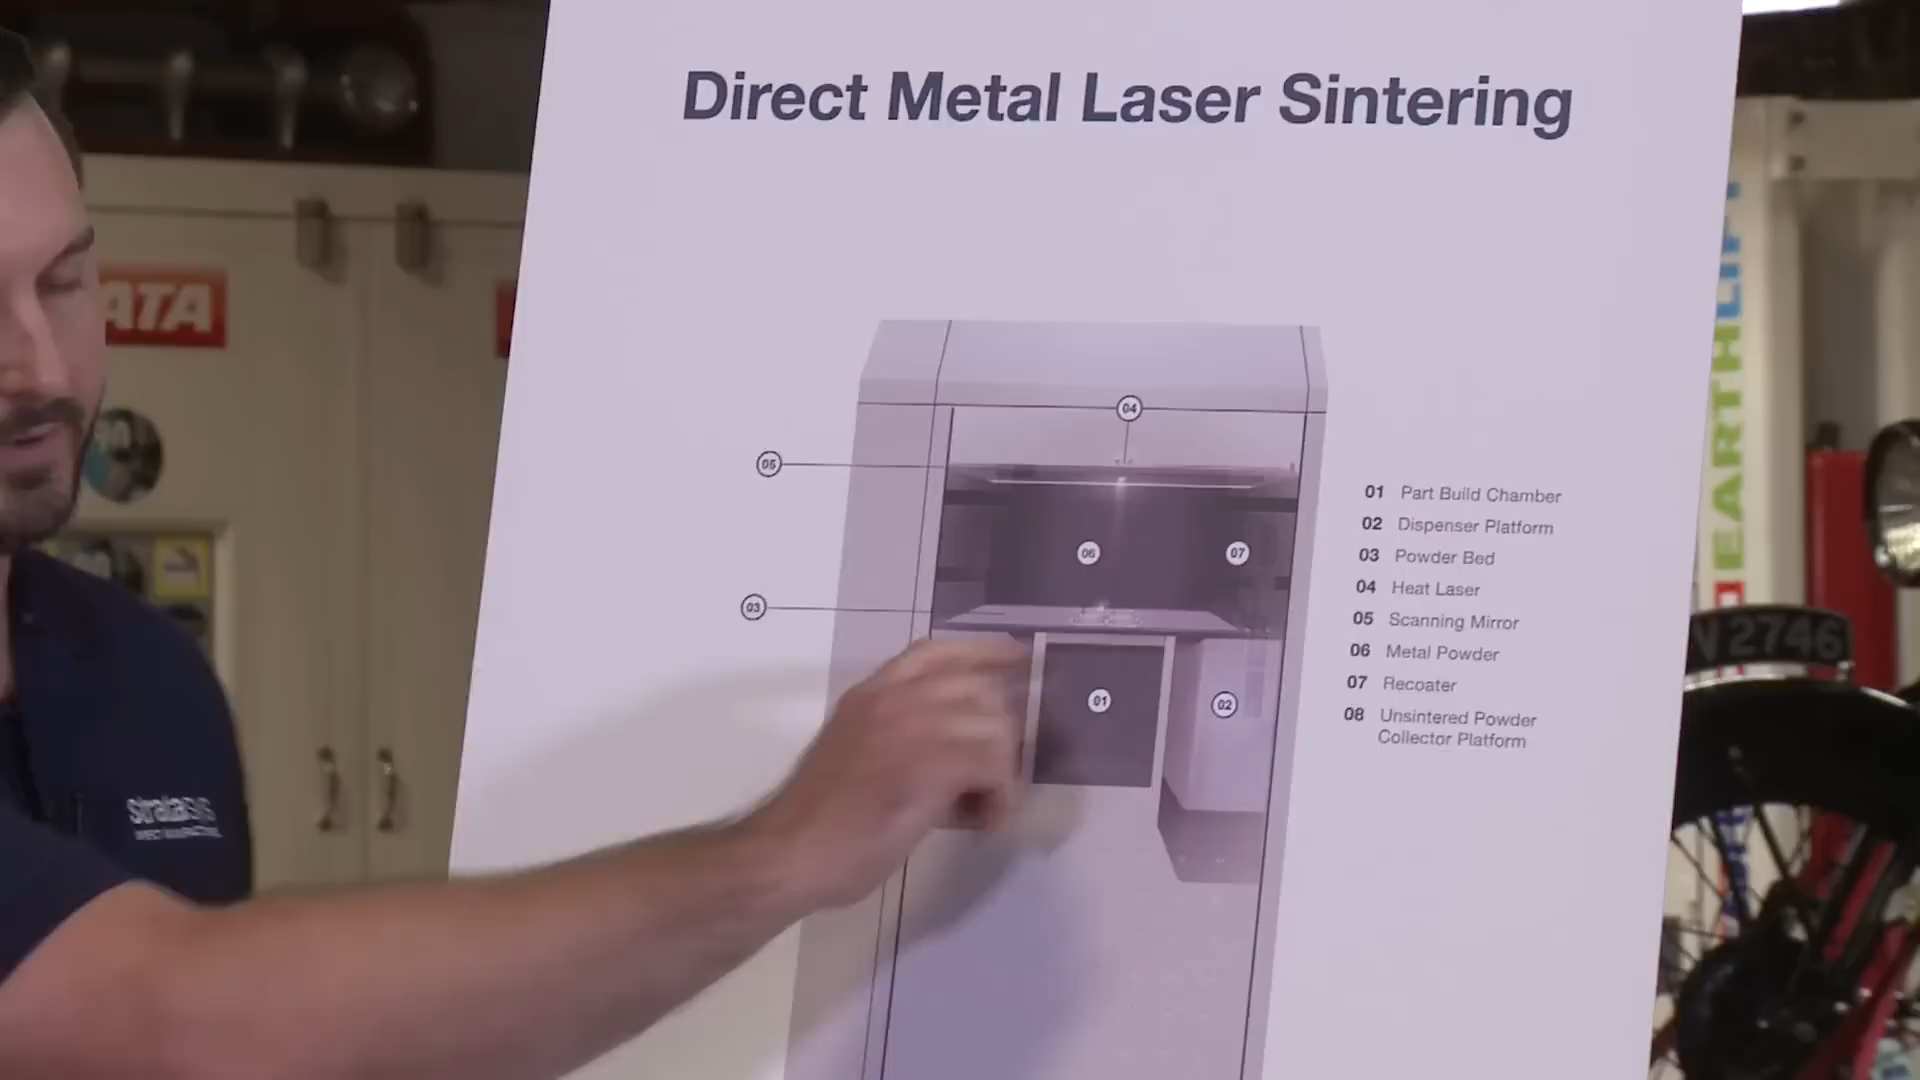 Direct Metal Laser Sintering
ATA
04
05
06
07
03
01
02
01 Part Build Chamber
02 Dispenser Platform
03 Powder Bed
04 Heat Laser
05 Scanning Mirror
06 Metal Powder
07 Recoater
08 Unsintered Powder
Collector Platform
EARTHLIFT
V 2746
stratasys